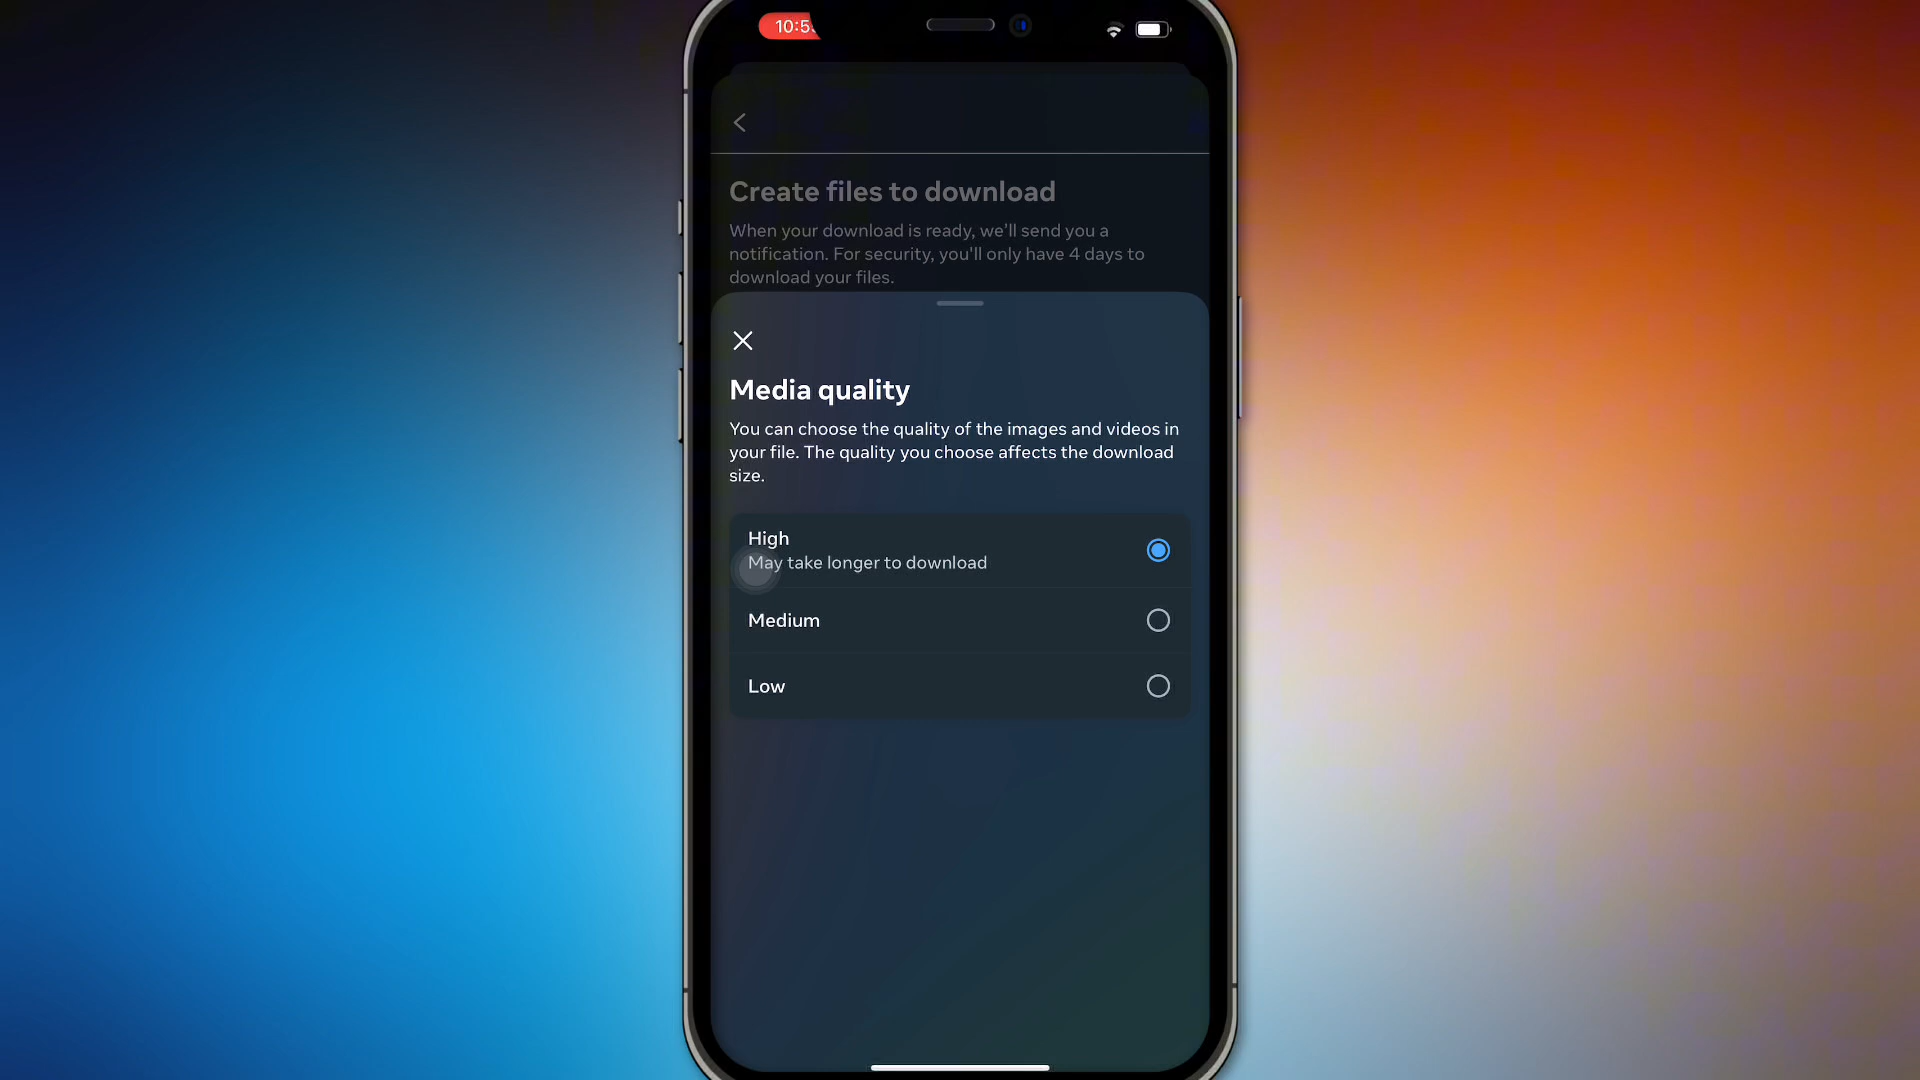 Create files to download
When your download is ready, we'll send you a
notification. For security, you'll only have 4 days to
download your files.
Media quality
You can choose the quality of the images and videos in
your file. The quality you choose affects the download
size.
High
May take longer to download
Medium
Low